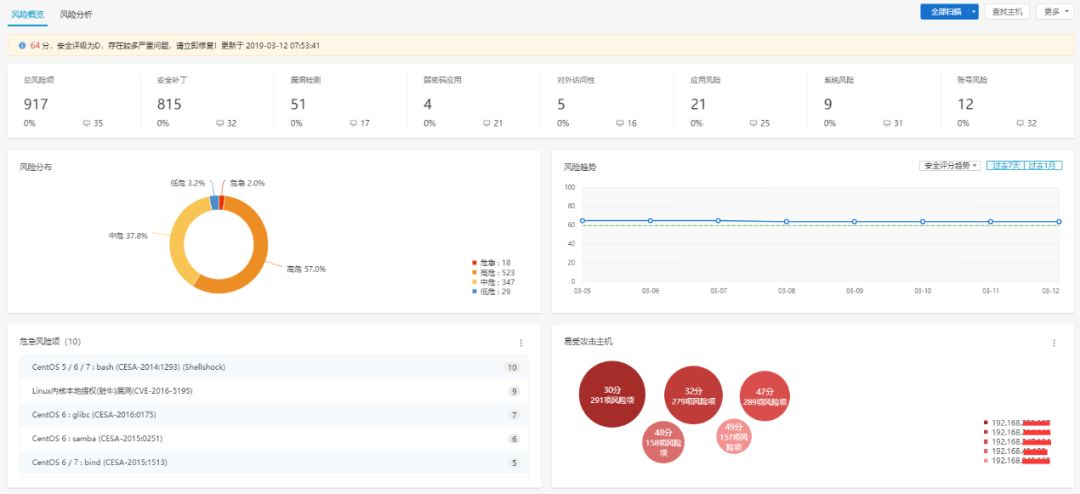 风险概览 风险分析 全部扫描 查找主机 更多
64 分，安全评级为D，存在较多严重问题，请立即修复！更新于 2019-03-12 07:53:41
总风险项 安全补丁 漏洞检测 弱密码应用 对外访问性 应用风险 系统风险 账号风险
917 815 51 4 5 21 9 12
0% 35 0% 32 0% 17 0% 21 0% 16 0% 25 0% 31 0% 32
风险分布
低危 3.2% 危急 2.0%
中危 37.8%
高危 57.0%
危急 : 18
高危 : 523
中危 : 347
低危 : 29
风险趋势 安全评分趋势 过去7天 过去1月
100
80
60
40
20
0
03-05 03-06 03-07 03-08 03-09 03-10 03-11 03-12
危急风险项 (10)
CentOS 5 / 6 / 7 : bash (CESA-2014:1293) (Shellshock) 10
Linux内核本地提权(脏牛)漏洞(CVE-2016-5195) 9
CentOS 6 : glibc (CESA-2016:0175) 7
CentOS 6 : samba (CESA-2015:0251) 6
CentOS 6 / 7 : bind (CESA-2015:1513) 5
易受攻击主机
30分
291项风险项
32分
279项风险项
47分
289项风险项
48分
158项风险
项
49分
157项风
险项
192.168.
192.168.
192.168.
192.168.
192.168.